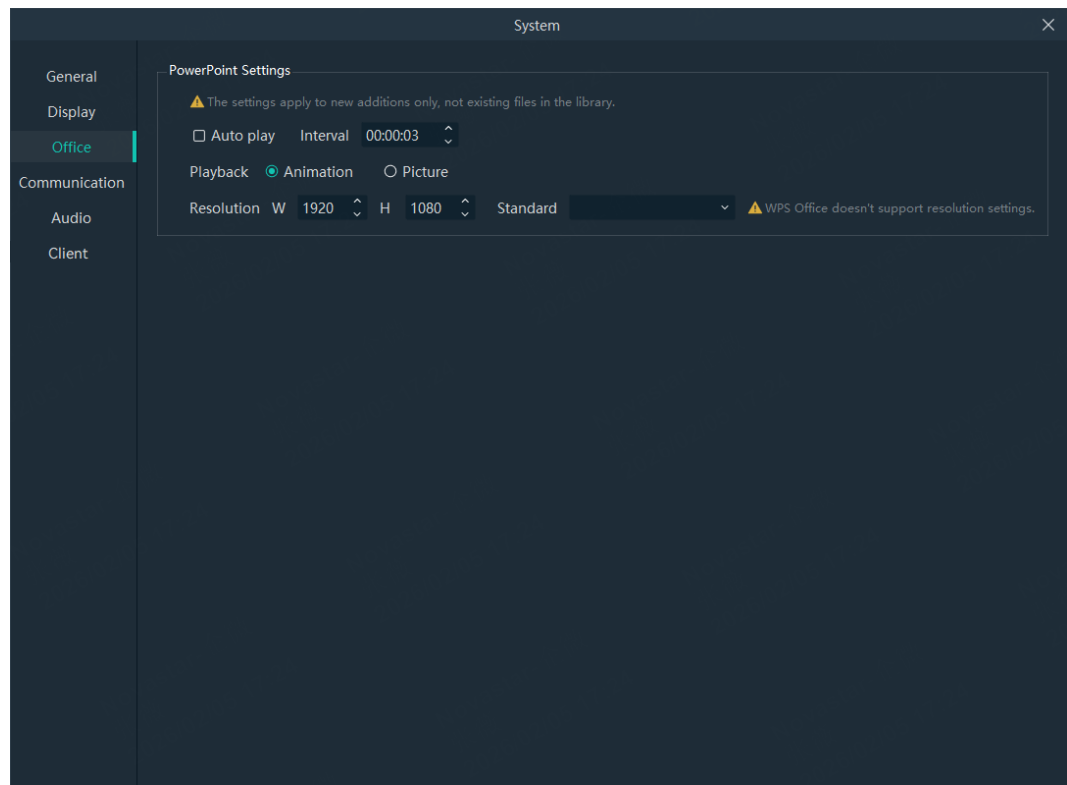 System
General
Display
Office
Communication
Audio
Client
PowerPoint Settings
The settings apply to new additions only, not existing files in the library.
Auto play Interval 00:00:03
Playback Animation Picture
Resolution W 1920 H 1080 Standard WPS Office doesn't support resolution settings.